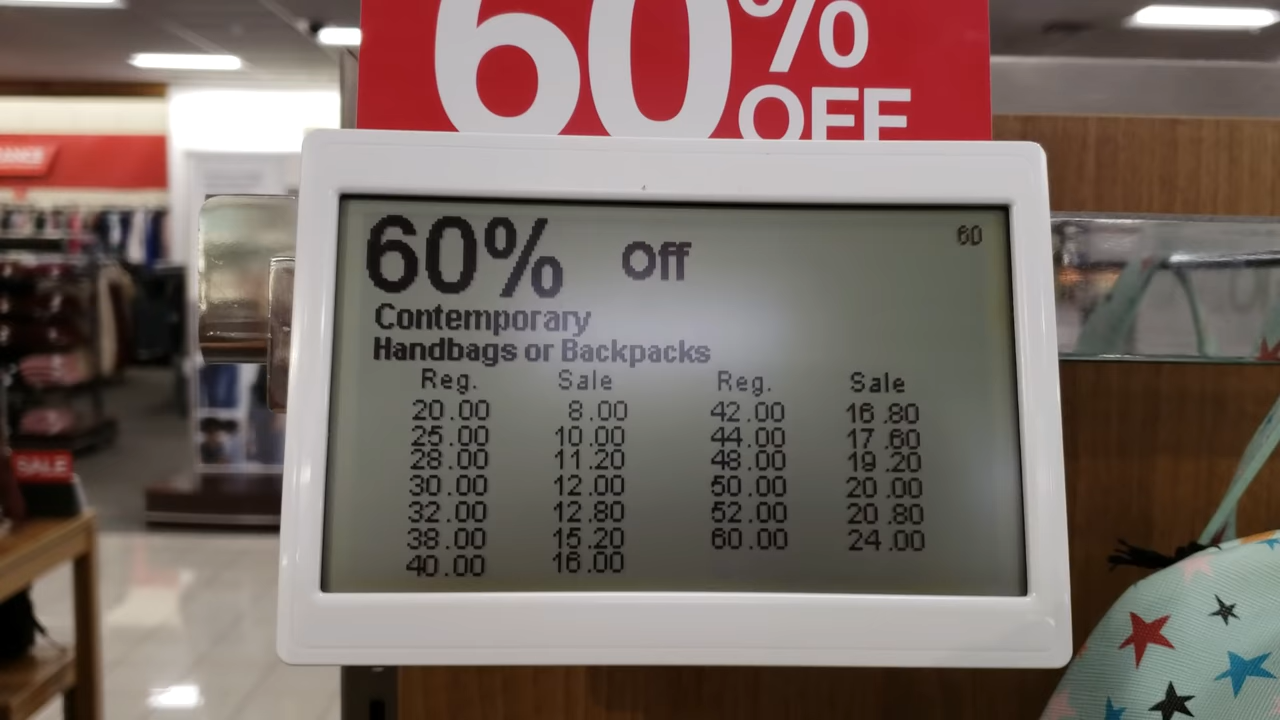 60%
OFF
60% Off 60
Contemporary
Handbags or Backpacks
Reg. Sale Reg. Sale
20.00 8.00 42.00 16.80
25.00 10.00 44.00 17.60
28.00 11.20 48.00 19.20
30.00 12.00 50.00 20.00
32.00 12.80 52.00 20.80
38.00 15.20 60.00 24.00
40.00 16.00
SALE